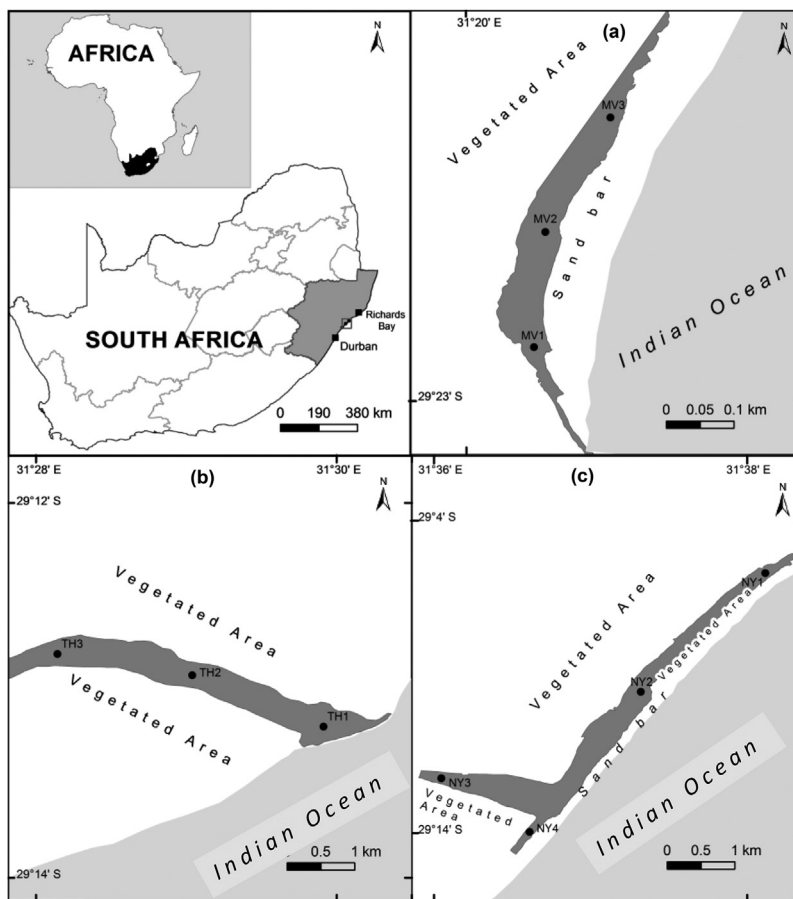 AFRICA
N
SOUTH AFRICA
Richards
Bay
Durban
0 190 380 km
31°20' E
(a)
N
Vegetated Area
MV3
MV2
Sand bar
MV1
Indian Ocean
29°23' S
0 0.05 0.1 km
31°28' E
(b)
31°30' E
29°12' S
N
Vegetated Area
TH3
TH2
Vegetated Area
TH1
Indian Ocean
29°14' S
0 0.5 1 km
31°36' E
(c)
31°38' E
29°4' S
N
Vegetated Area
NY1
Vegetated Area
NY2
Sand bar
NY3
Vegetated
Area
NY4
Indian Ocean
29°14' S
0 0.5 1 km